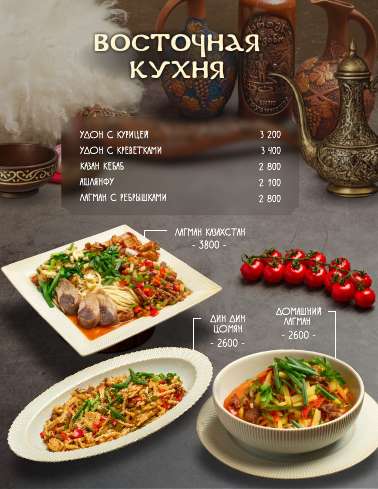 ВОСТОЧНАЯ
КУХНЯ
УДОН С КУРИЦЕЙ 3 200
УДОН С КРЕВЕТКАМИ 3 400
КАЗАН КЕБАБ 2 800
АШЛЯНФУ 2 100
ЛАГМАН С РЕБРЫШКАМИ 2 800
ЛАГМАН КАЗАХСТАН
- 3800 -
ДИН ДИН
ЦОМЯН
- 2600 -
ДОМАШНИЙ
ЛАГМАН
- 2600 -